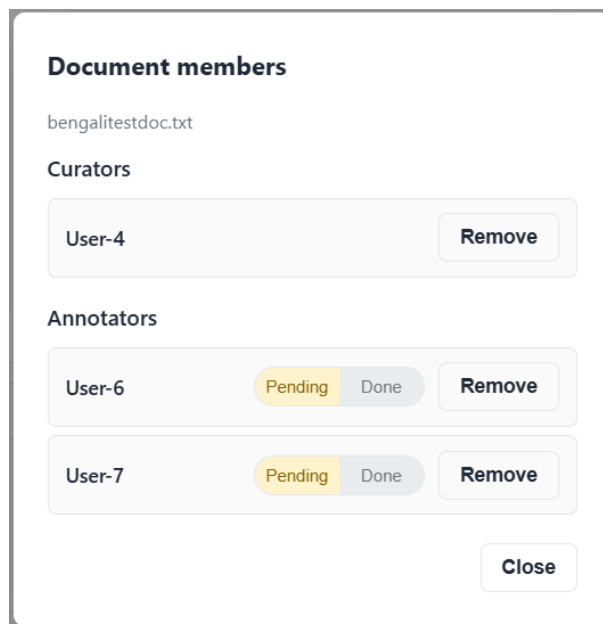 Document members
bengalitestdoc.txt
Curators
User-4 Remove
Annotators
User-6 Pending Done Remove
User-7 Pending Done Remove
Close